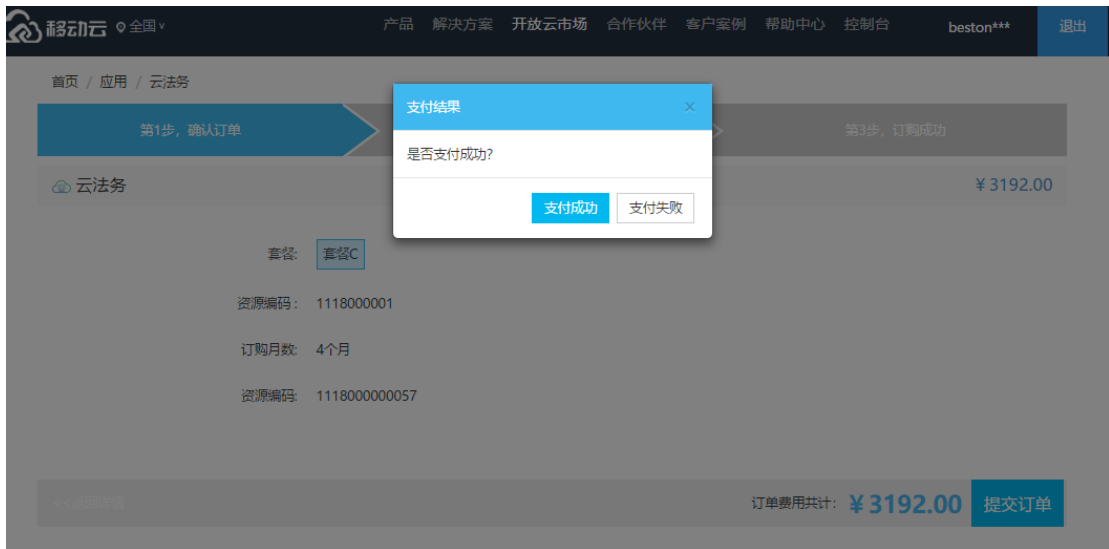 移动云 全国 产品 解决方案 开放云市场 合作伙伴 客户案例 帮助中心 控制台 beston*** 退出
首页 / 应用 / 云法务
支付结果 ×
第1步，确认订单 第3步，订购成功
是否支付成功?
云法务 ¥ 3192.00
支付成功 支付失败
套餐: 套餐C
资源编码: 1118000001
订购月数: 4个月
资源编码: 1118000000057
<<返回详情 订单费用共计: ¥ 3192.00 提交订单